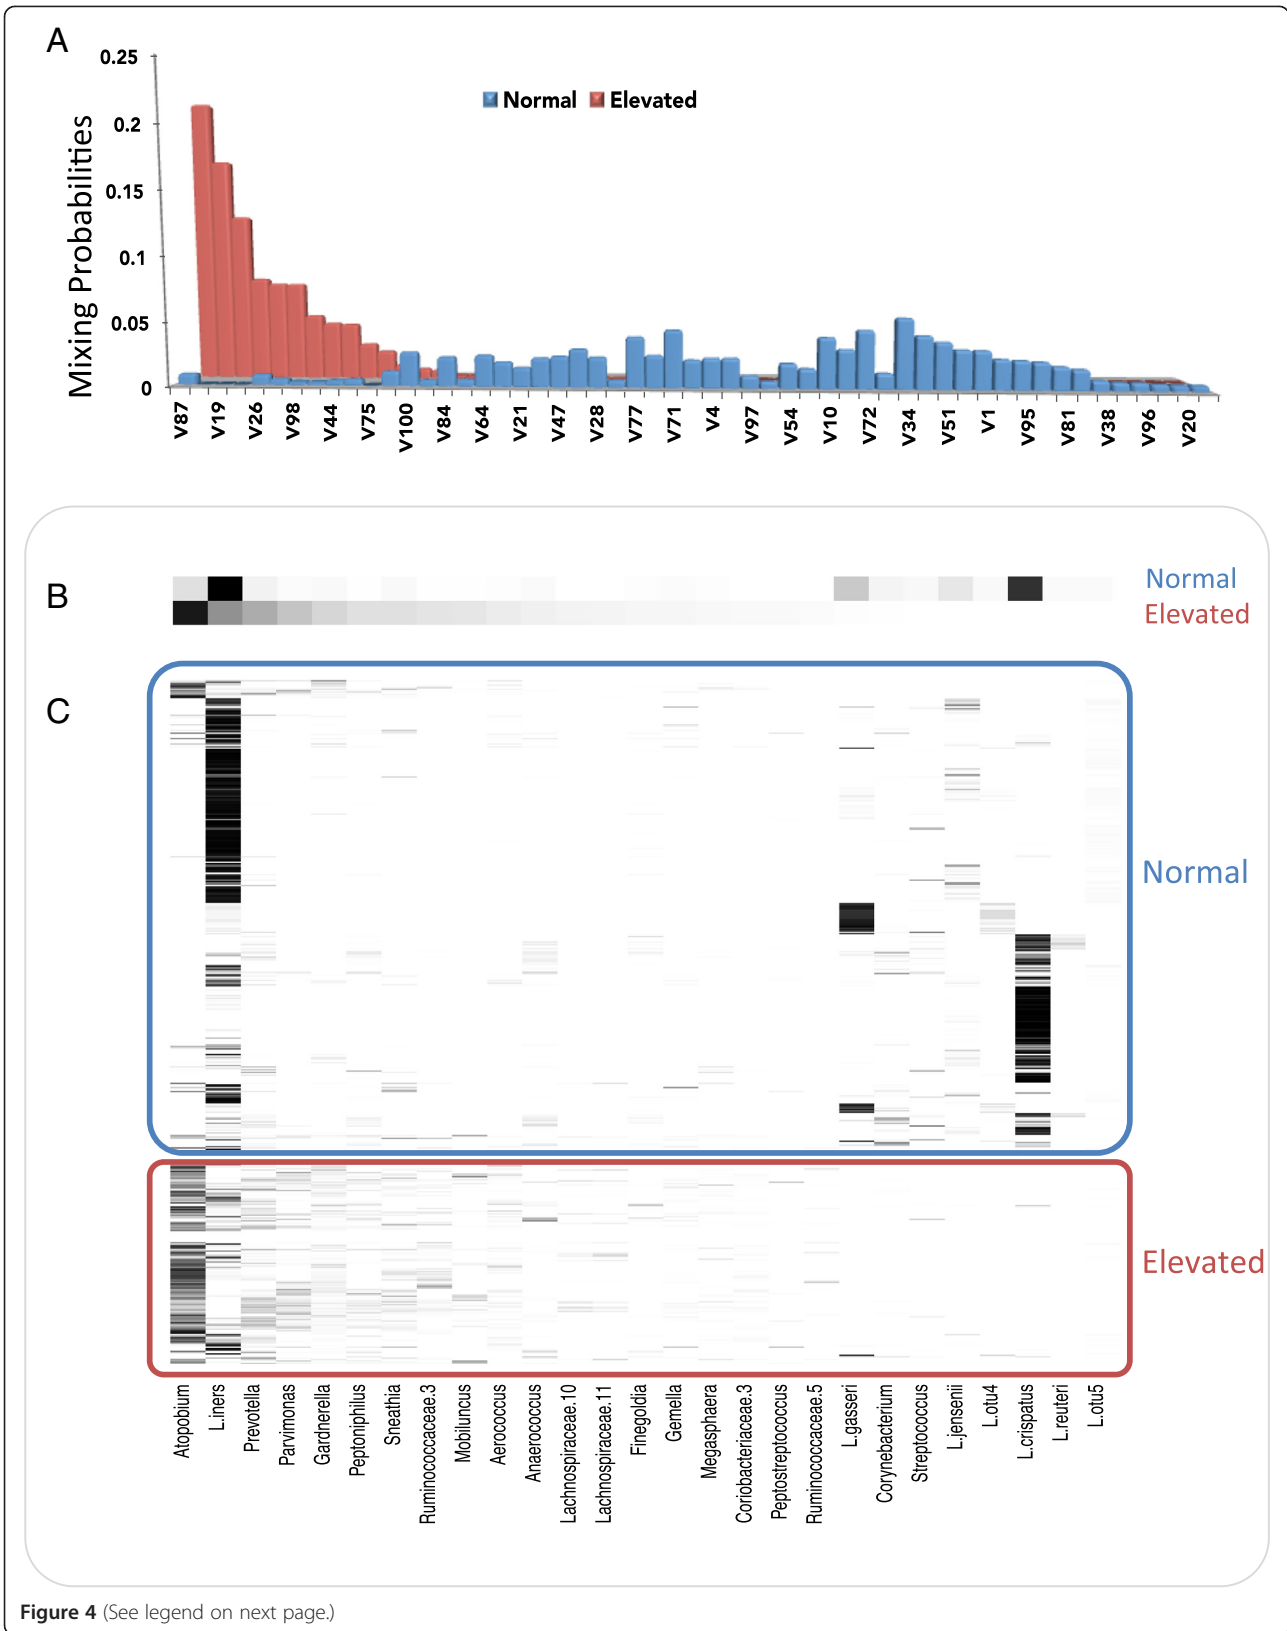 A
0.25
0.2
0.15
0.1
0.05
0
Mixing Probabilities
Normal Elevated
V87 V19 V26 V98 V44 V75 V100 V84 V64 V21 V47 V28 V77 V71 V4 V97 V54 V10 V72 V34 V51 V1 V95 V81 V38 V96 V20
B
Normal
Elevated
C
Normal
Elevated
Atopobium
L.iners
Prevotella
Parvimonas
Gardnerella
Peptoniphilus
Sneathia
Ruminococcaceae.3
Mobiluncus
Aerococcus
Anaerococcus
Lachnospiraceae.10
Lachnospiraceae.11
Finegoldia
Gemella
Megasphaera
Coriobacteriaceae.3
Peptostreptococcus
Ruminococcaceae.5
L.gasseri
Corynebacterium
Streptococcus
L.jensenii
L.otu4
L.crispatus
L.reuteri
L.otu5
Figure 4 (See legend on next page.)